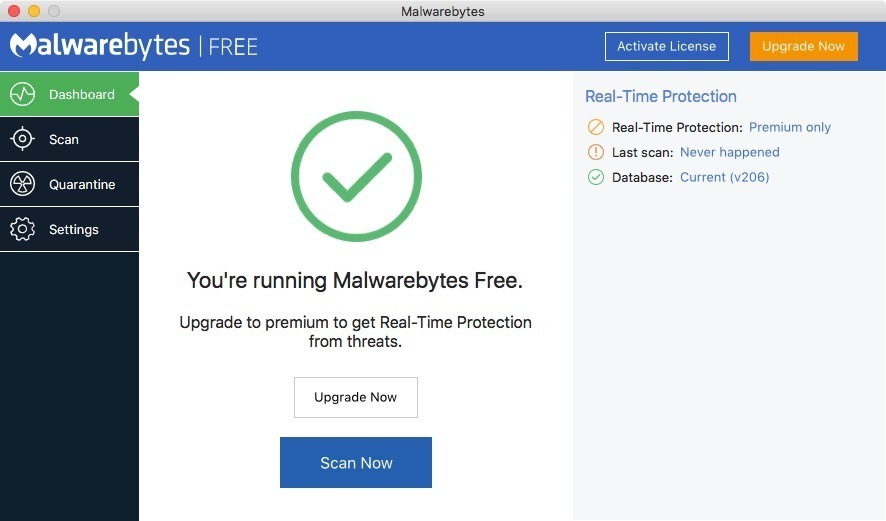 Malwarebytes
Malwarebytes | FREE
Activate License
Upgrade Now
Dashboard
Scan
Quarantine
Settings
You're running Malwarebytes Free.
Upgrade to premium to get Real-Time Protection
from threats.
Upgrade Now
Scan Now
Real-Time Protection
Real-Time Protection: Premium only
Last scan: Never happened
Database: Current (v206)